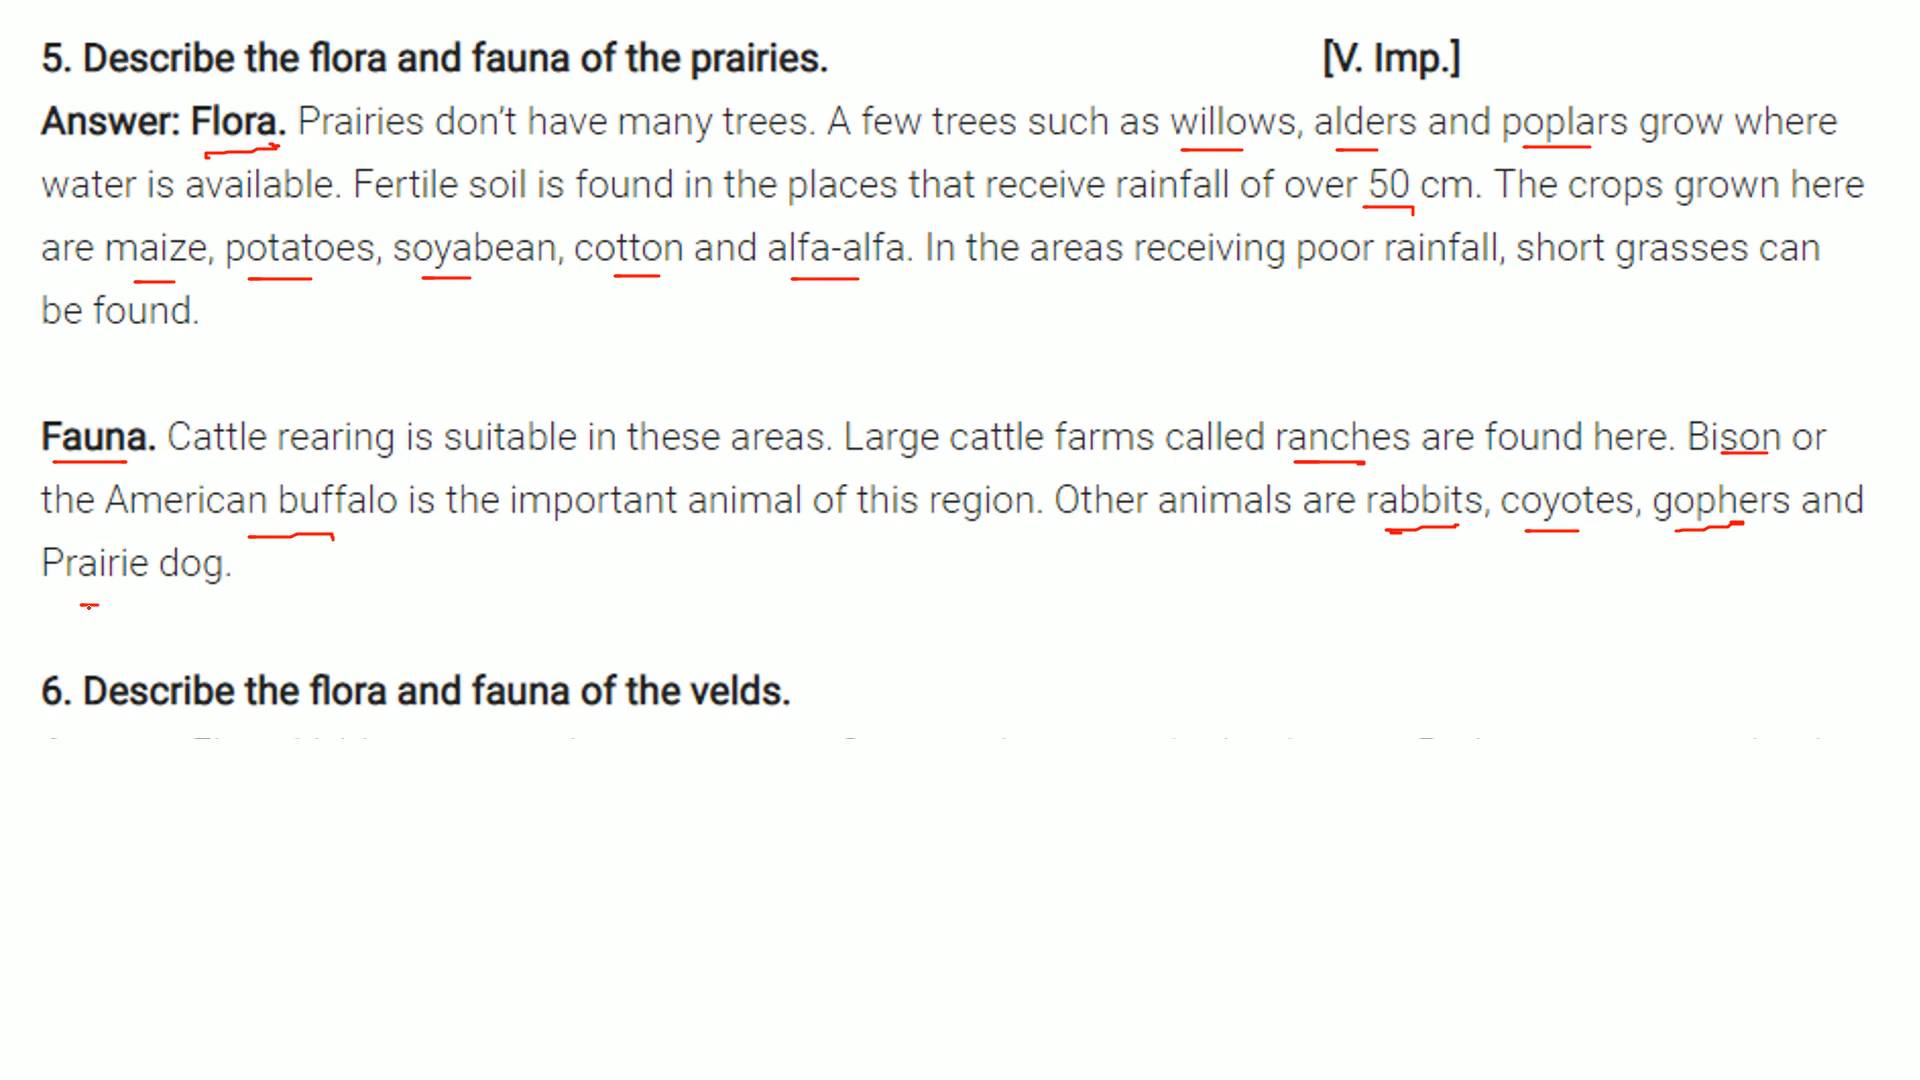 5. Describe the flora and fauna of the prairies. [V. Imp.]
Answer: Flora. Prairies don’t have many trees. A few trees such as willows, alders and poplars grow where
water is available. Fertile soil is found in the places that receive rainfall of over 50 cm. The crops grown here
are maize, potatoes, soyabean, cotton and alfa-alfa. In the areas receiving poor rainfall, short grasses can
be found.
Fauna. Cattle rearing is suitable in these areas. Large cattle farms called ranches are found here. Bison or
the American buffalo is the important animal of this region. Other animals are rabbits, coyotes, gophers and
Prairie dog.
6. Describe the flora and fauna of the velds.